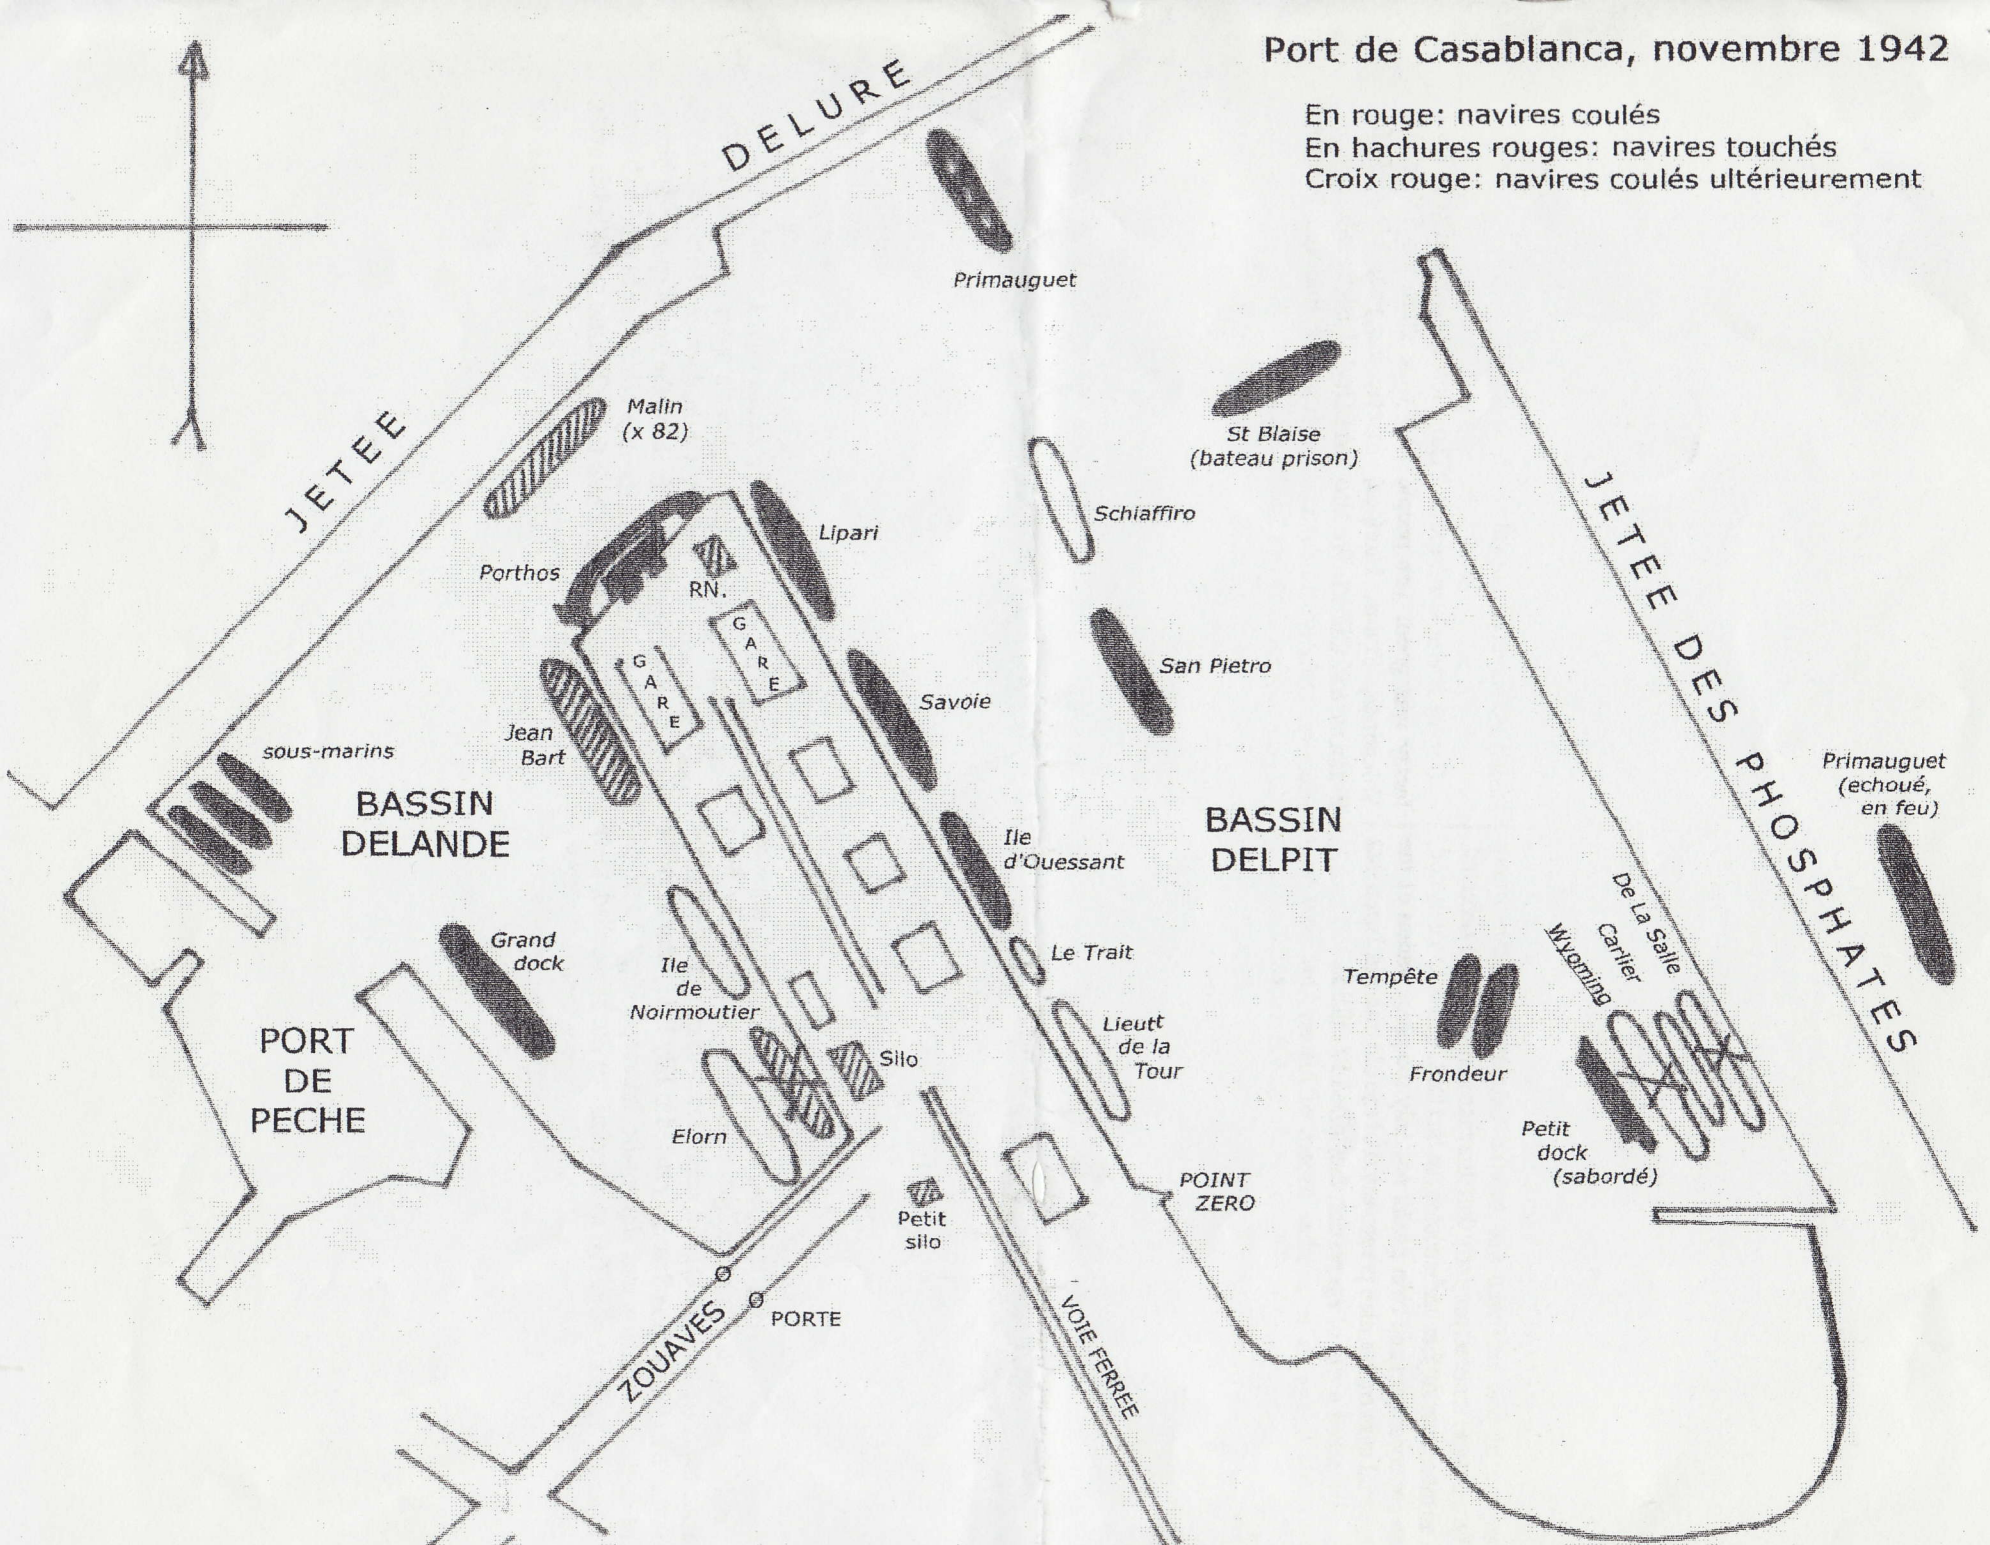 Port de Casablanca, novembre 1942
En rouge: navires coulés
En hachures rouges: navires touchés
Croix rouge: navires coulés ultérieurement
JETEE DELURE
Primauguet
Malin
(x 82)
St Blaise
(bateau prison)
Schiaffiro
Lipari
Porthos
RN.
GARE
GARE
San Pietro
Savoie
Jean
Bart
sous-marins
BASSIN
DELANDE
BASSIN
DELPIT
JETEE DES PHOSPHATES
Primauguet
(echoué,
en feu)
Ile
d'Ouessant
Grand
dock
Ile
de
Noirmoutier
Le Trait
Tempête
Frondeur
De La Salle
Carlier
Wyoming
Lieutt
de la
Tour
Silo
PORT
DE
PECHE
Elorn
Petit
dock
(sabordé)
POINT
ZERO
Petit
silo
PORTE
ZOUAVES
VOIE FERREE